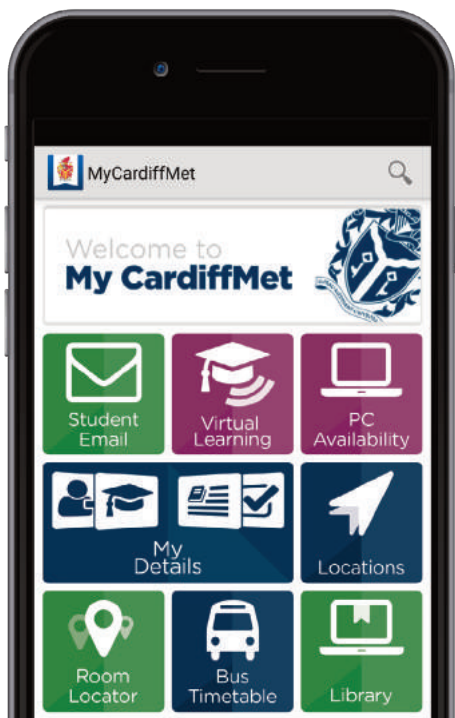 MyCardiffMet
Welcome to
My CardiffMet
Student
Email
Virtual
Learning
PC
Availability
My
Details
Locations
Room
Locator
Bus
Timetable
Library